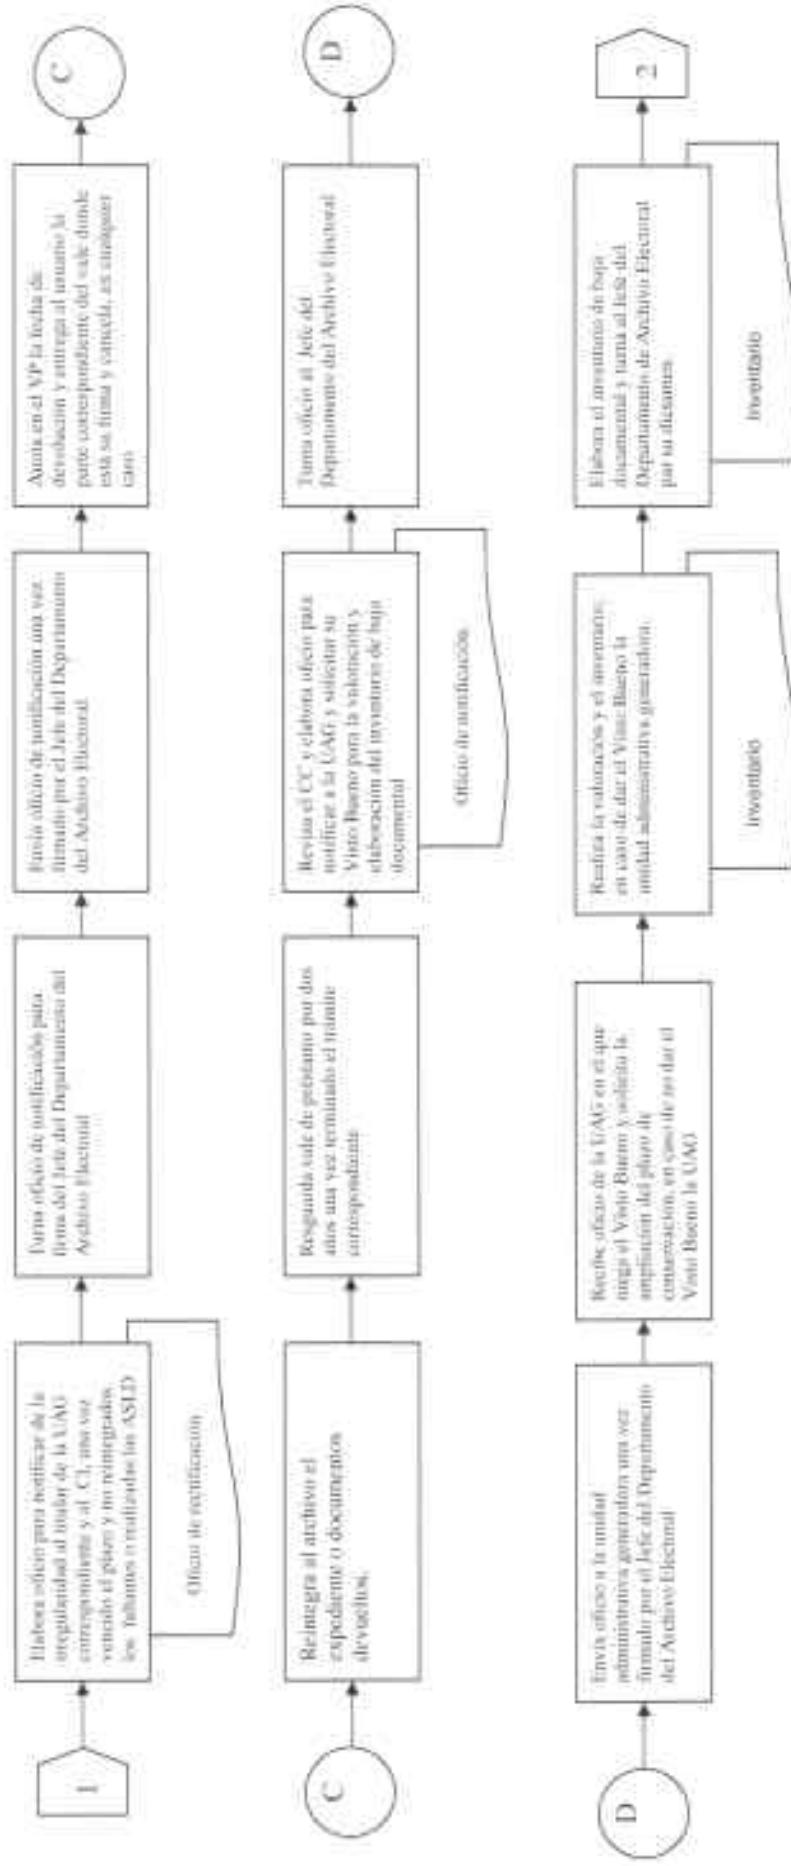 1
Elabora oficio para notificar de la
irregularidad al titular de la UAG
correspondiente y al CI, una vez
vencido el plazo y no reintegrados
los faltantes o realizadas las ASLD
Oficio de
Turna oficio de notificación para
firma del Jefe del Departamento del
Archivo Electoral
Envía oficio de notificación una vez
firmado por el Jefe del Departamento
del Archivo Electoral
Anota en el VP la fecha de
devolución y entrega al usuario la
parte correspondiente del vale donde
está su firma y cancela, en cualquier
caso
C
C
Reintegra al archivo el
expediente o documentos
devueltos.
Resguarda vale de préstamo por dos
años una vez terminado el trámite
correspondiente
Revisa el CC y elabora oficio para
notificar a la UAG y solicitar su
Visto Bueno para la valoración y
elaboración del inventario de baja
documental
Oficio de notificación
Turna oficio al Jefe del
Departamento del Archivo Electoral
D
D
Envía oficio a la unidad
administrativa generadora una vez
firmado por el Jefe del Departamento
del Archivo Electoral
Recibe oficio de la UAG en el que
niega el Visto Bueno y solicita la
ampliación del plazo de
conservación, en caso de no dar el
Visto Bueno la UAG
Realiza la valoración y el inventario,
en caso de dar el Visto Bueno la
unidad administrativa generadora.
Inventario
Elabora el inventario de baja
documental y turna al Jefe del
Departamento de Archivo Electoral
par su dictamen
Inventario
2